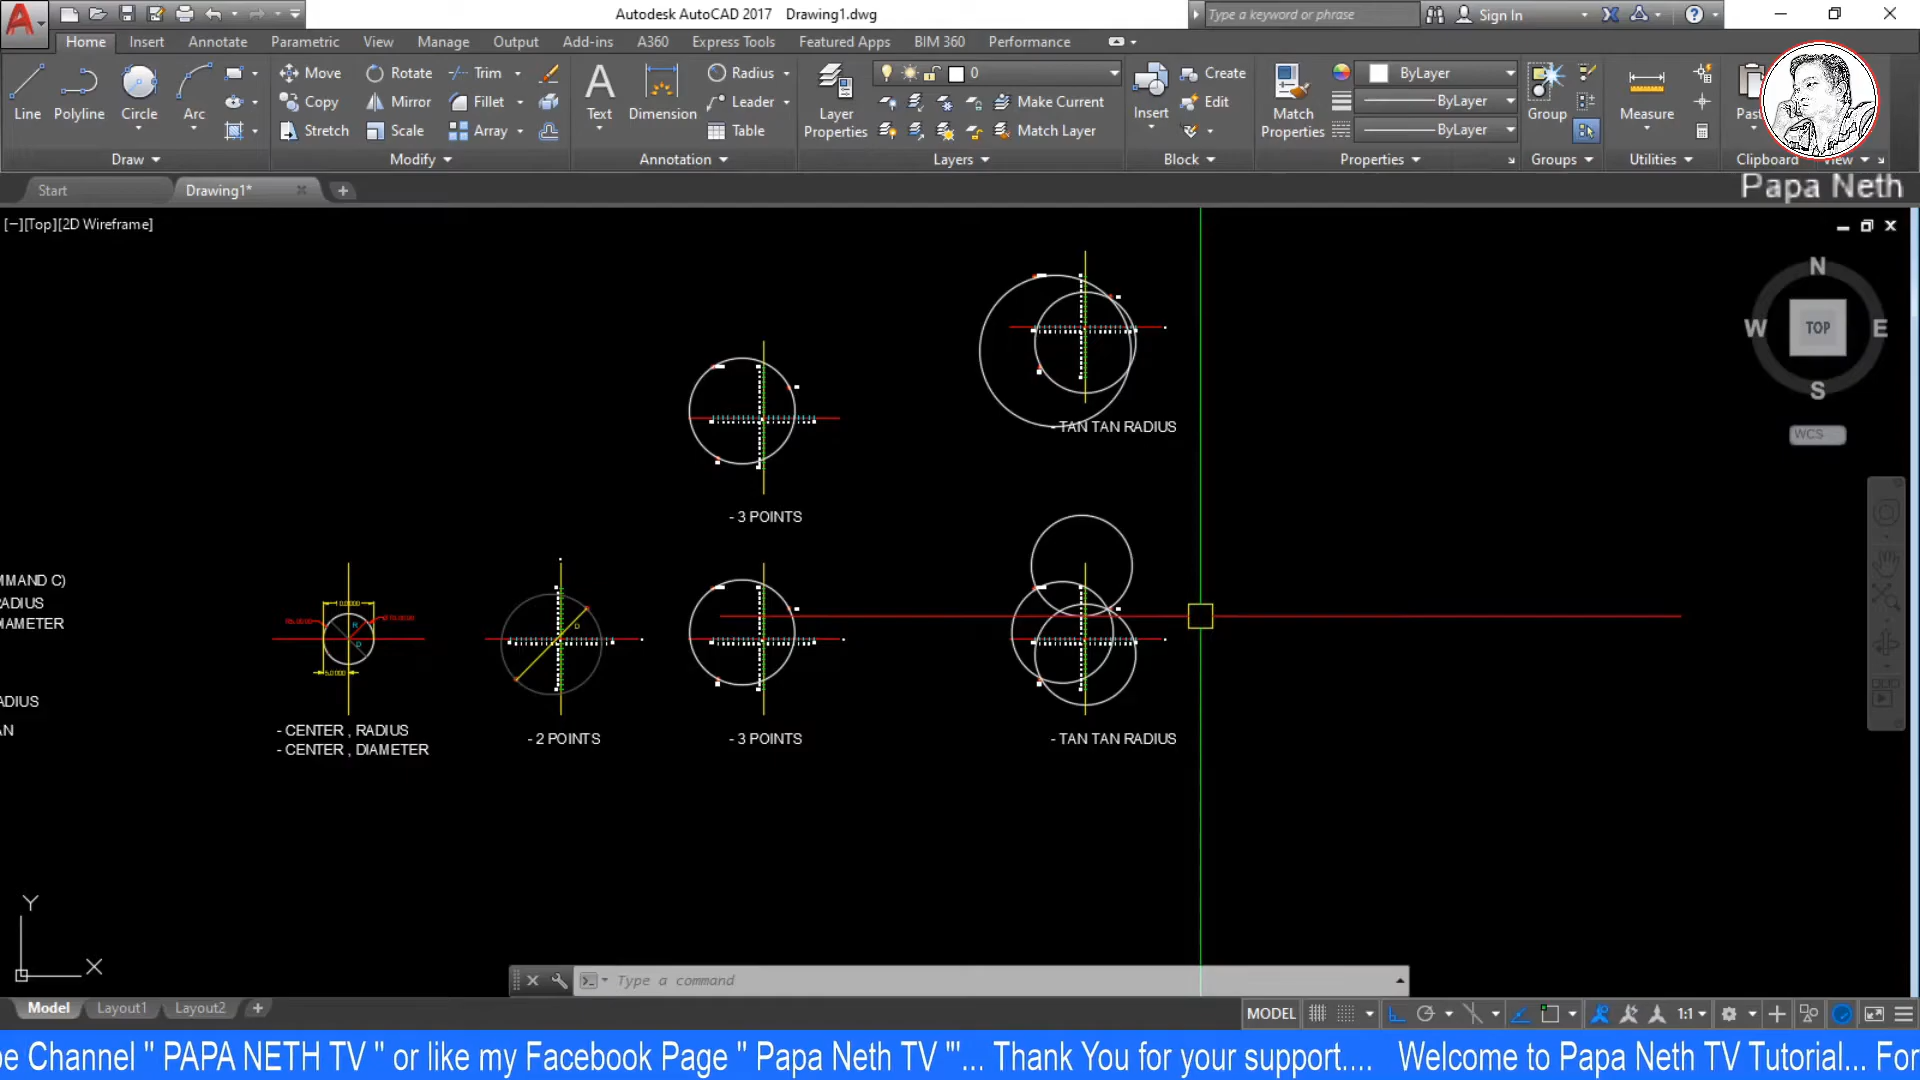 Autodesk AutoCAD 2017 Drawing1.dwg
Type a keyword or phrase
Sign In
Home Insert Annotate Parametric View Manage Output Add-ins A360 Express Tools Featured Apps BIM 360 Performance
Line Polyline Circle Arc
Draw
Move Rotate Trim
Copy Mirror Fillet
Stretch Scale Array
Modify
Text Dimension
Radius
Leader
Table
Annotation
Layer Properties
0
Make Current
Match Layer
Layers
Insert
Create
Edit
Block
Match Properties
ByLayer
ByLayer
ByLayer
Properties
Group
Groups
Measure
Utilities
Clipboard
View
Papa Neth
Start
Drawing1*
[−][Top][2D Wireframe]
N
W TOP E
S
WCS
- TAN TAN RADIUS
- 3 POINTS
MMAND C)
RADIUS
DIAMETER
R
D
D
- CENTER , RADIUS
- CENTER , DIAMETER
- 2 POINTS
- 3 POINTS
- TAN TAN RADIUS
ADIUS
AN
Y
X
Type a command
Model Layout1 Layout2
MODEL
1:1
be Channel " PAPA NETH TV " or like my Facebook Page " Papa Neth TV "'... Thank You for your support.... Welcome to Papa Neth TV Tutorial... For